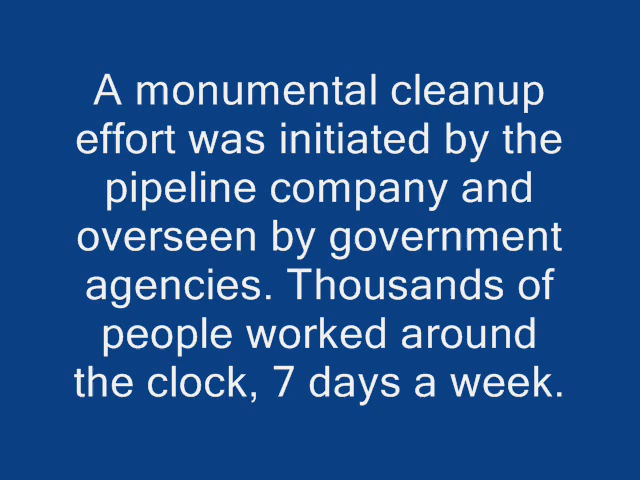 A monumental cleanup
effort was initiated by the
pipeline company and
overseen by government
agencies. Thousands of
people worked around
the clock, 7 days a week.